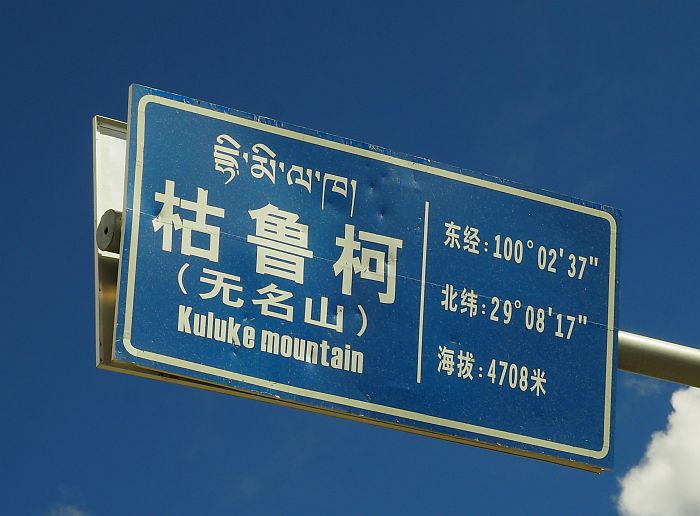 རྙི་མི་ལ་ཁ།
枯鲁柯
(无名山)
Kuluke mountain
东经:100°02'37"
北纬:29°08'17"
海拔:4708米